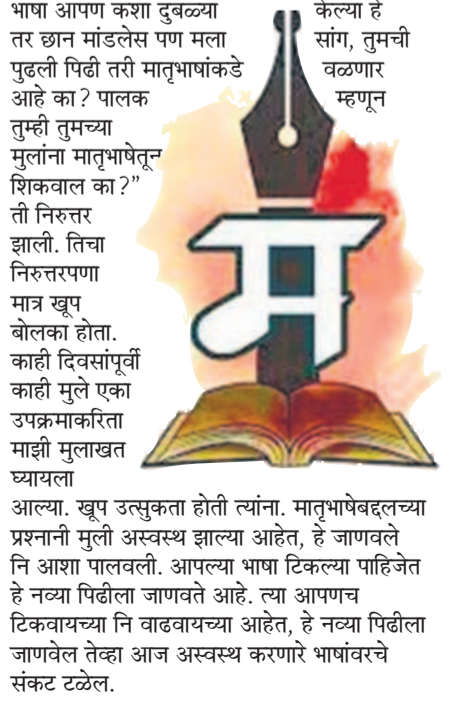 भाषा आपण कशा दुबळ्या केल्या हे
तर छान मांडलेस पण मला सांग, तुमची
पुढली पिढी तरी मातृभाषांकडे वळणार
आहे का? पालक म्हणून
तुम्ही तुमच्या
मुलांना मातृभाषेतून
शिकवाल का?”
ती निरुत्तर
झाली. तिचा
निरुत्तरपणा
मात्र खूप
बोलका होता.
काही दिवसांपूर्वी
काही मुले एका
उपक्रमाकरिता
माझी मुलाखत
घ्यायला
आल्या. खूप उत्सुकता होती त्यांना. मातृभाषेबद्दलच्या
प्रश्नानी मुली अस्वस्थ झाल्या आहेत, हे जाणवले
नि आशा पालवली. आपल्या भाषा टिकल्या पाहिजेत
हे नव्या पिढीला जाणवते आहे. त्या आपणच
टिकवायच्या नि वाढवायच्या आहेत, हे नव्या पिढीला
जाणवेल तेव्हा आज अस्वस्थ करणारे भाषांवरचे
संकट टळेल.
म